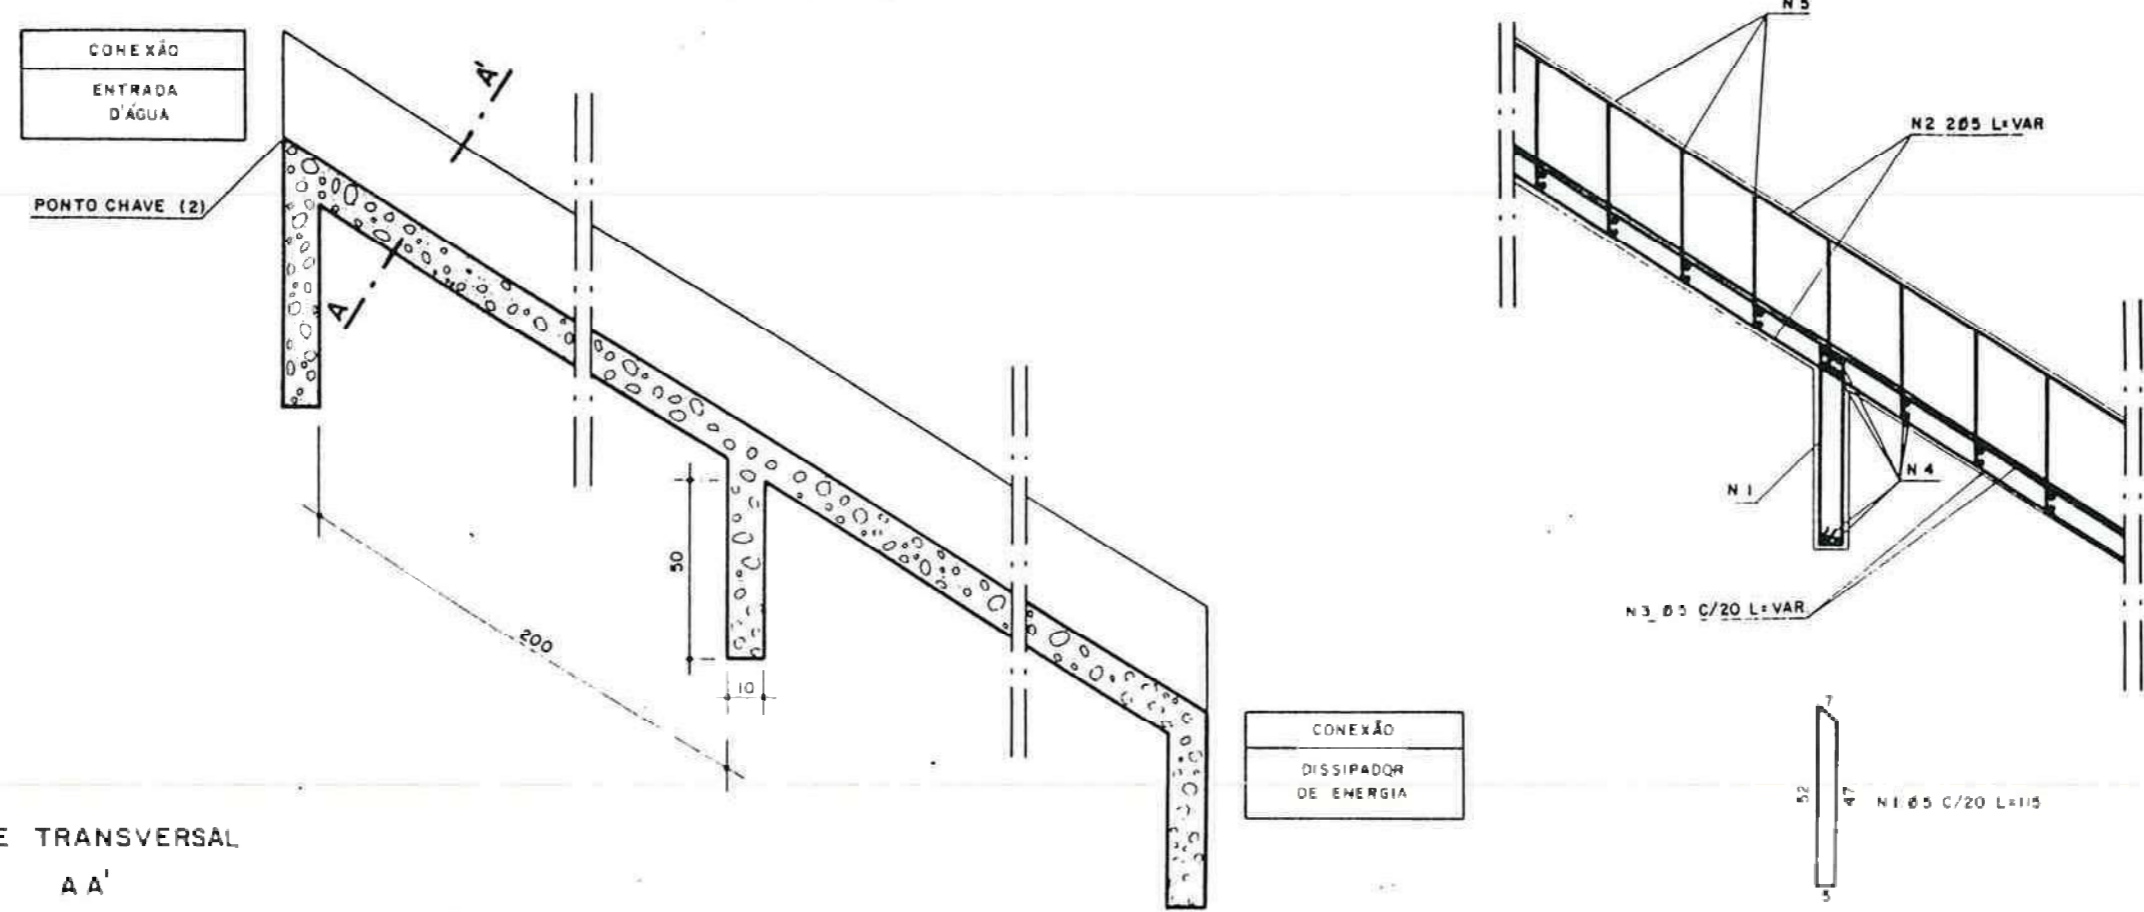 CONEXÃO
ENTRADA
D'ÁGUA
PONTO CHAVE (2)
A'
A
200
50
10
CONEXÃO
DISSIPADOR
DE ENERGIA
E TRANSVERSAL
A A'
N5
N2 2Ø5 L=VAR
N1
N4
N3 Ø5 C/20 L=VAR
7
52
47
N1 Ø5 C/20 L=115
5